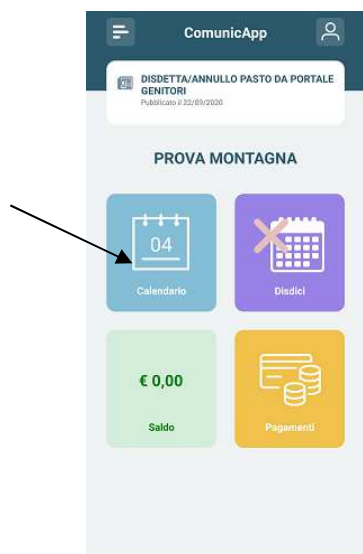 ComunicApp
DISDETTA/ANNULLO PASTO DA PORTALE
GENITORI
Pubblicato il 22/09/2020
PROVA MONTAGNA
04
Calendario
Disdici
€ 0,00
Saldo
Pagamenti